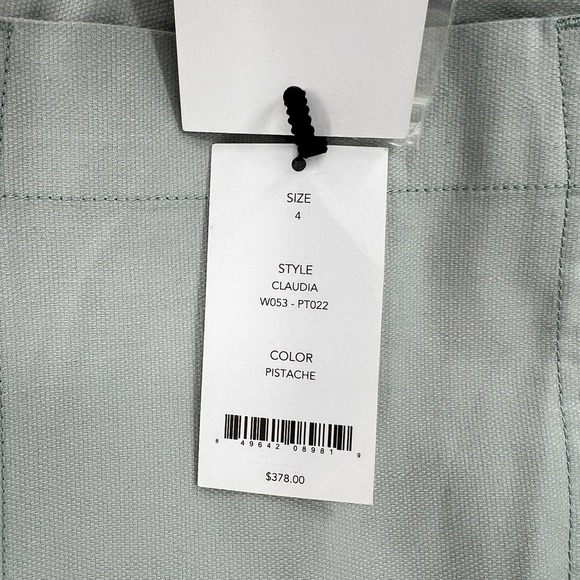 SIZE
4
STYLE
CLAUDIA
W053 - PT022
COLOR
PISTACHE
8 49642 08981 9
$378.00